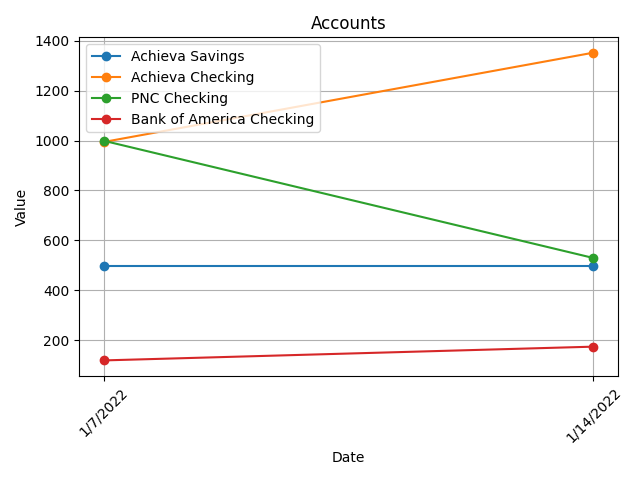 Accounts
Achieva Savings
Achieva Checking
PNC Checking
Bank of America Checking
1400
1200
1000
800
600
400
200
Value
1/7/2022
1/14/2022
Date